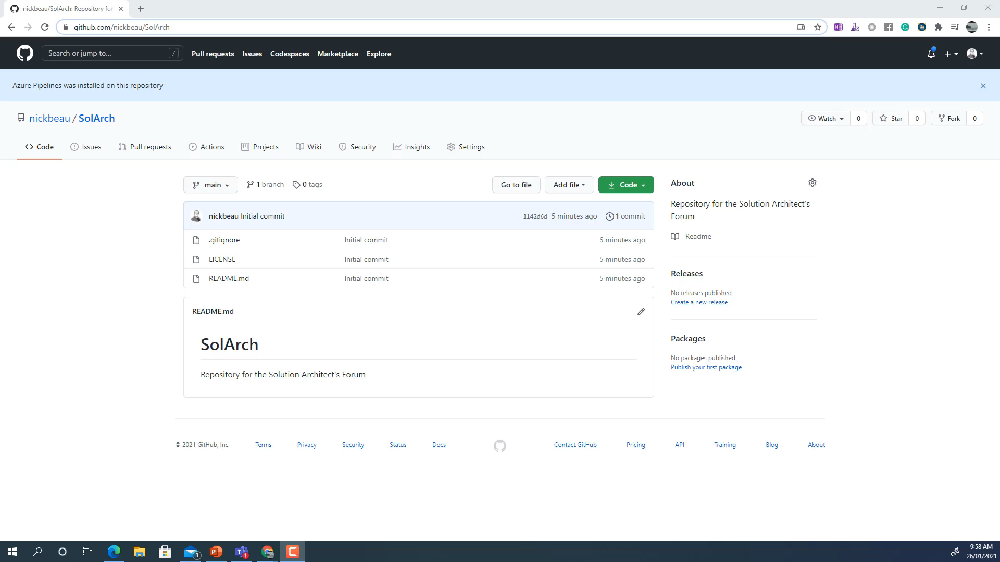 nickbeau/SolArch: Repository for
github.com/nickbeau/SolArch
Search or jump to... /
Pull requests Issues Codespaces Marketplace Explore
Azure Pipelines was installed on this repository
nickbeau / SolArch
Watch 0 Star 0 Fork 0
Code Issues Pull requests Actions Projects Wiki Security Insights Settings
main 1 branch 0 tags Go to file Add file Code
nickbeau Initial commit 1142d6d 5 minutes ago 1 commit
.gitignore Initial commit 5 minutes ago
LICENSE Initial commit 5 minutes ago
README.md Initial commit 5 minutes ago
README.md
SolArch
Repository for the Solution Architect's Forum
About
Repository for the Solution Architect's
Forum
Readme
Releases
No releases published
Create a new release
Packages
No packages published
Publish your first package
© 2021 GitHub, Inc. Terms Privacy Security Status Docs Contact GitHub Pricing API Training Blog About
9:58 AM
26/01/2021